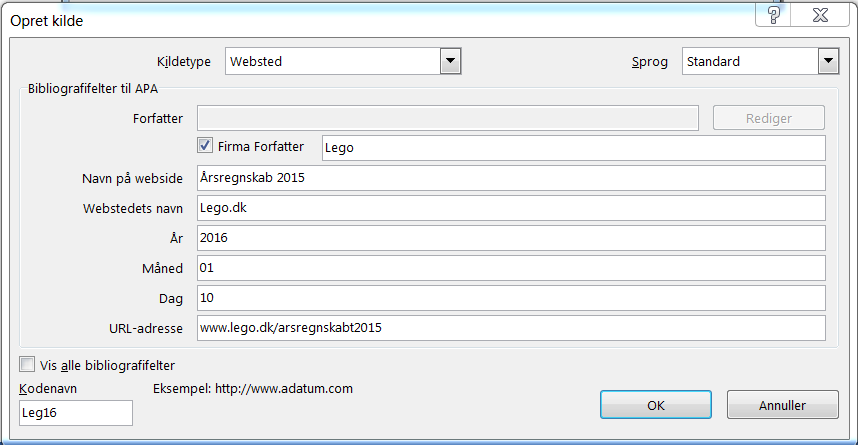 Opret kilde
Kildetype Websted Sprog Standard
Bibliografifelter til APA
Forfatter Rediger
Firma Forfatter Lego
Navn på webside Årsregnskab 2015
Webstedets navn Lego.dk
År 2016
Måned 01
Dag 10
URL-adresse www.lego.dk/arsregnskabt2015
Vis alle bibliografifelter
Kodenavn Eksempel: http://www.adatum.com
Leg16 OK Annuller